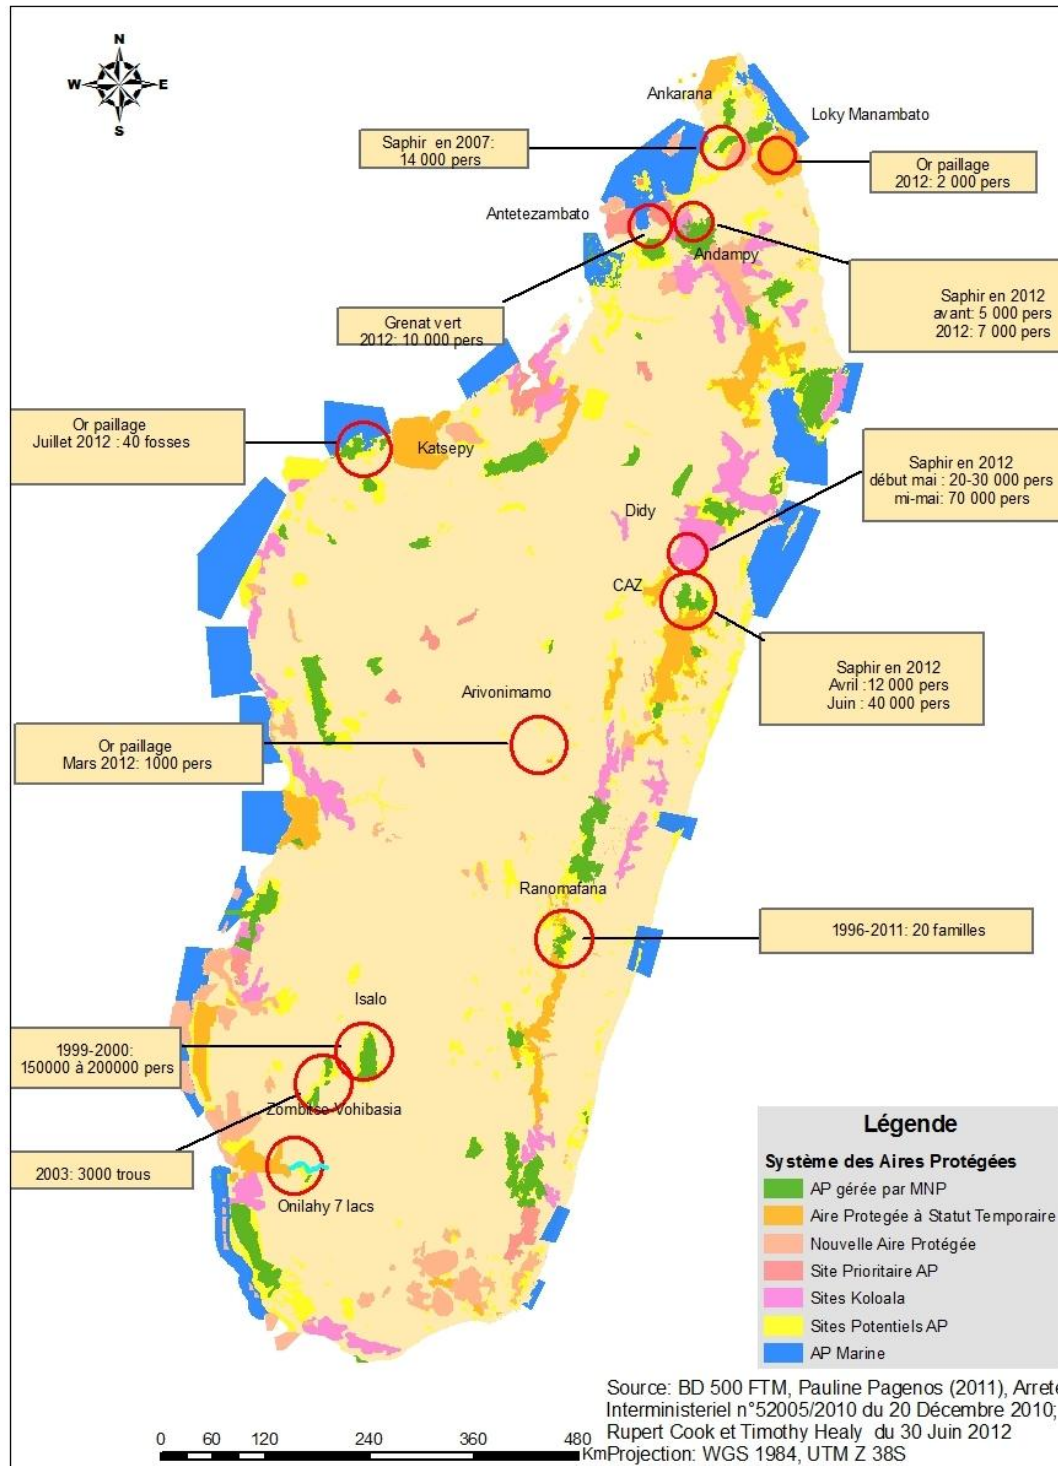 N
W
E
S
Ankarana
Loky Manambato
Saphir en 2007:
14 000 pers
Or paillage
2012: 2 000 pers
Antetezambato
Andampy
Saphir en 2012
avant: 5 000 pers
2012: 7 000 pers
Grenat vert
2012: 10 000 pers
Or paillage
Juillet 2012 : 40 fosses
Katsepy
Saphir en 2012
début mai : 20-30 000 pers
mi-mai: 70 000 pers
Didy
CAZ
Saphir en 2012
Avril :12 000 pers
Juin : 40 000 pers
Arivonimamo
Or paillage
Mars 2012: 1000 pers
Ranomafana
1996-2011: 20 familles
Isalo
1999-2000:
150000 à 200000 pers
Zombitse Vohibasia
2003: 3000 trous
Onilahy 7 lacs
Légende
Système des Aires Protégées
AP gérée par MNP
Aire Protegée à Statut Temporaire
Nouvelle Aire Protégée
Site Prioritaire AP
Sites Koloala
Sites Potentiels AP
AP Marine
Source: BD 500 FTM, Pauline Pagenos (2011), Arrete
Interministeriel n°52005/2010 du 20 Décembre 2010;
Rupert Cook et Timothy Healy du 30 Juin 2012
Projection: WGS 1984, UTM Z 38S
0 60 120 240 360 480
Km